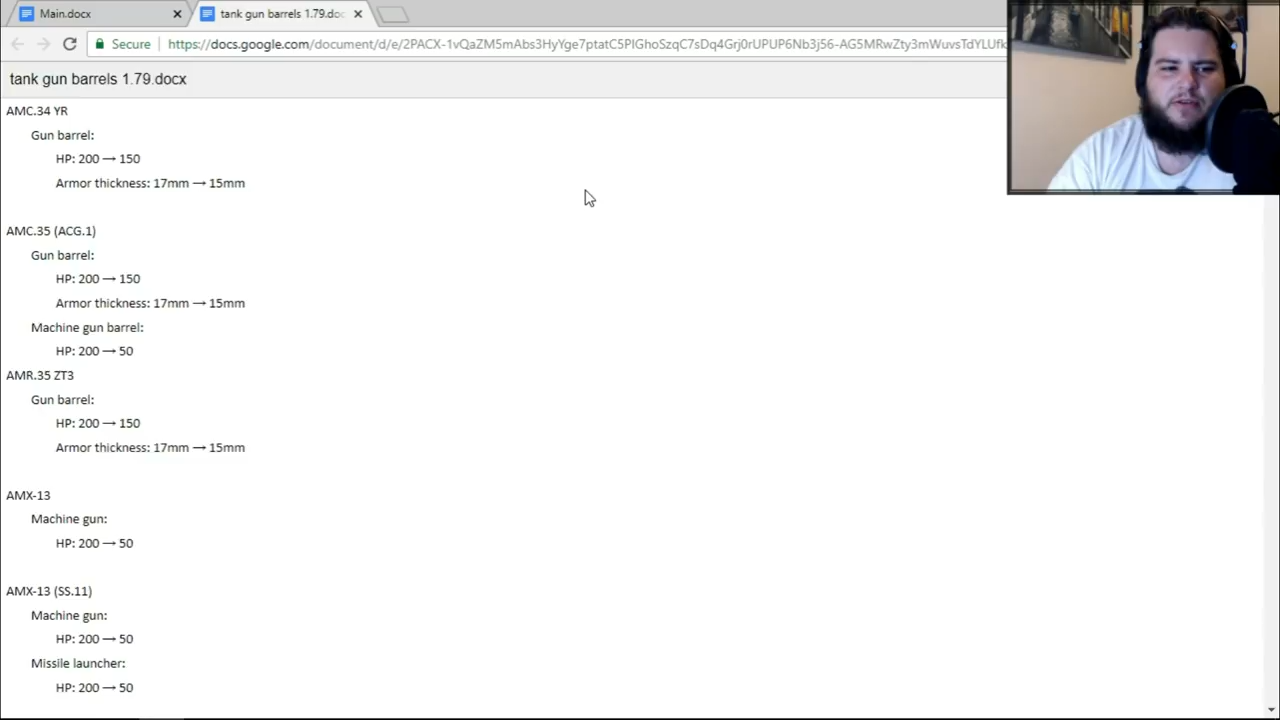 Main.docx
tank gun barrels 1.79.doc
Secure
https://docs.google.com/document/d/e/2PACX-1vQaZM5mAbs3HyYge7ptatC5PIGhoSzqC7sDq4Grj0rUPUP6Nb3j56-AG5MRwZty3mWuvsTdYLUfk
tank gun barrels 1.79.docx
AMC.34 YR
Gun barrel:
HP: 200 → 150
Armor thickness: 17mm → 15mm
AMC.35 (ACG.1)
Gun barrel:
HP: 200 → 150
Armor thickness: 17mm → 15mm
Machine gun barrel:
HP: 200 → 50
AMR.35 ZT3
Gun barrel:
HP: 200 → 150
Armor thickness: 17mm → 15mm
AMX-13
Machine gun:
HP: 200 → 50
AMX-13 (SS.11)
Machine gun:
HP: 200 → 50
Missile launcher:
HP: 200 → 50